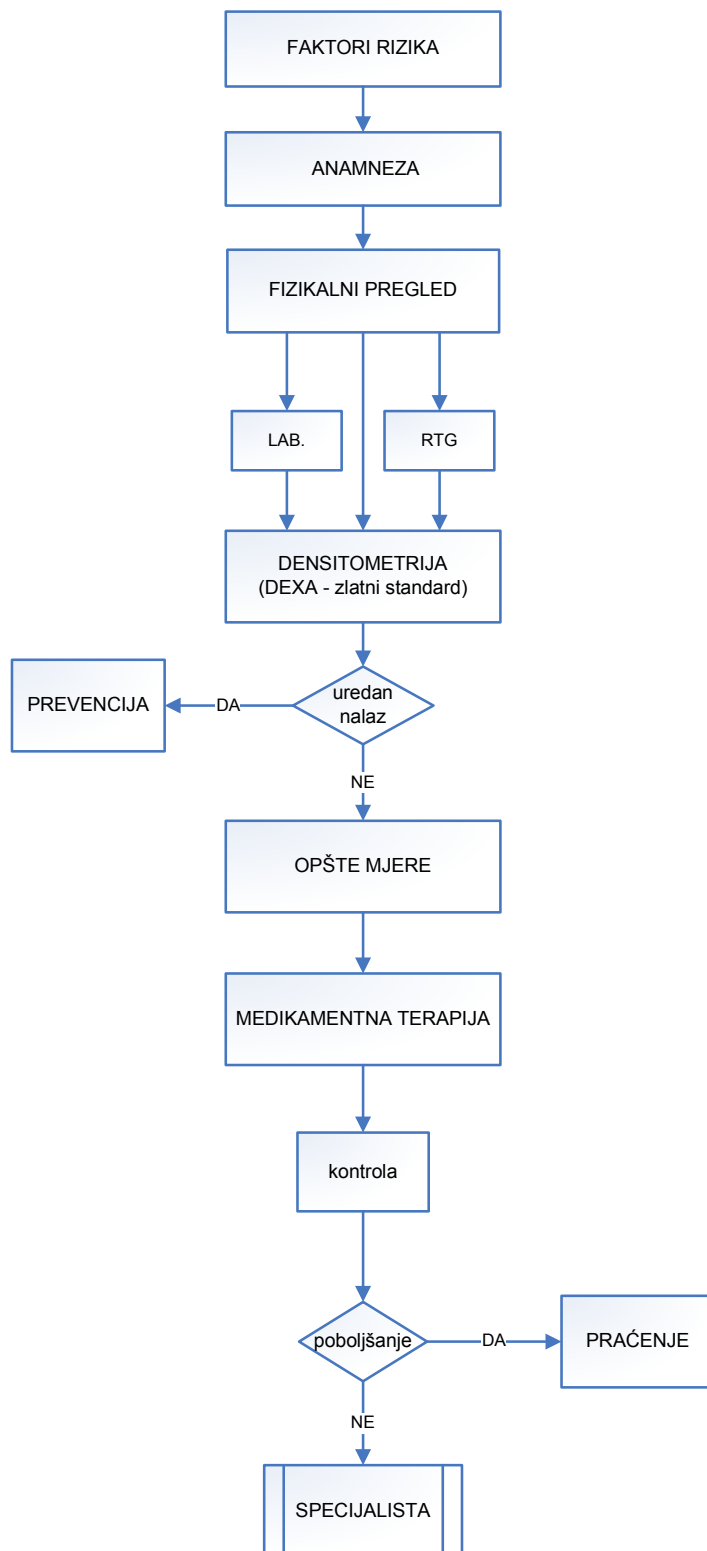 FAKTORI RIZIKA
ANAMNEZA
FIZIKALNI PREGLED
LAB.
RTG
DENSITOMETRIJA
(DEXA - zlatni standard)
uredan
nalaz
DA
PREVENCIJA
NE
OPŠTE MJERE
MEDIKAMENTNA TERAPIJA
kontrola
poboljšanje
DA
PRAĆENJE
NE
SPECIJALISTA